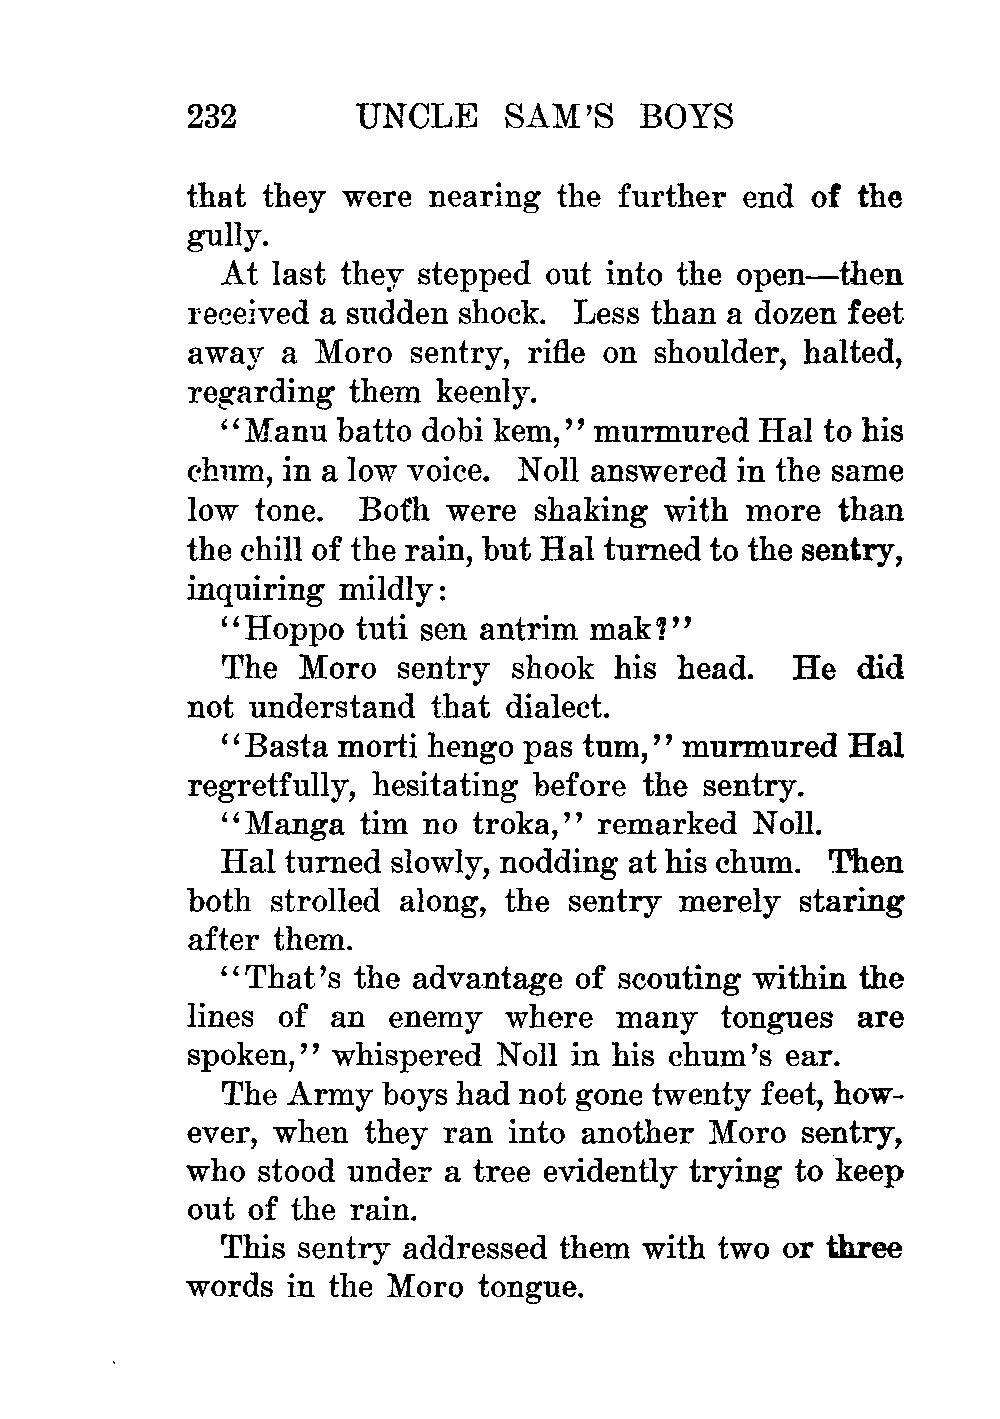 232 UNCLE SAM'S BOYS
that they were nearing the further end of the
gully.
At last they stepped out into the open—then
received a sudden shock. Less than a dozen feet
away a Moro sentry, rifle on shoulder, halted,
regarding them keenly.
"Manu batto dobi kem," murmured Hal to his
chum, in a low voice. Noll answered in the same
low tone. Both were shaking with more than
the chill of the rain, but Hal turned to the sentry,
inquiring mildly:
"Hoppo tuti sen antrim mak?"
The Moro sentry shook his head. He did
not understand that dialect.
"Basta morti hengo pas tum," murmured Hal
regretfully, hesitating before the sentry.
"Manga tim no troka," remarked Noll.
Hal turned slowly, nodding at his chum. Then
both strolled along, the sentry merely staring
after them.
"That's the advantage of scouting within the
lines of an enemy where many tongues are
spoken," whispered Noll in his chum's ear.
The Army boys had not gone twenty feet, how-
ever, when they ran into another Moro sentry,
who stood under a tree evidently trying to keep
out of the rain.
This sentry addressed them with two or three
words in the Moro tongue.